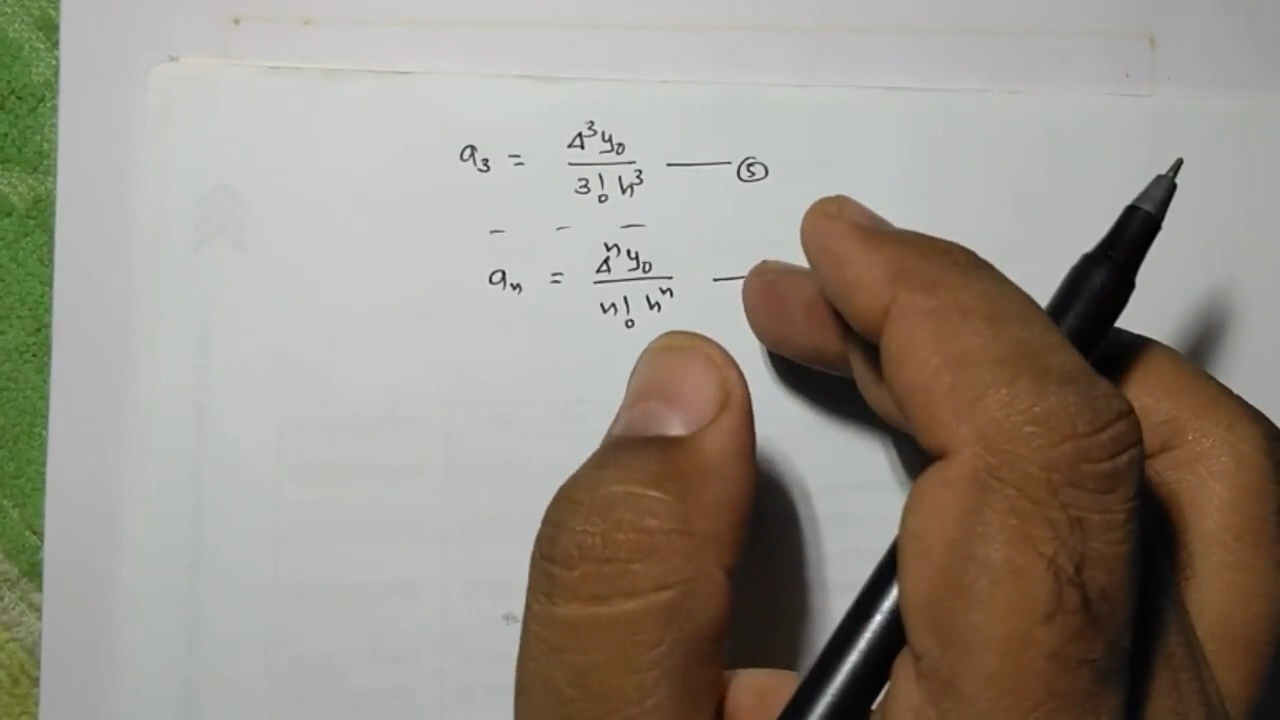 a₃ = Δ³y₀ / 3! h³ —— ⑤
– – –
aₙ = Δⁿy₀ / n! hⁿ —